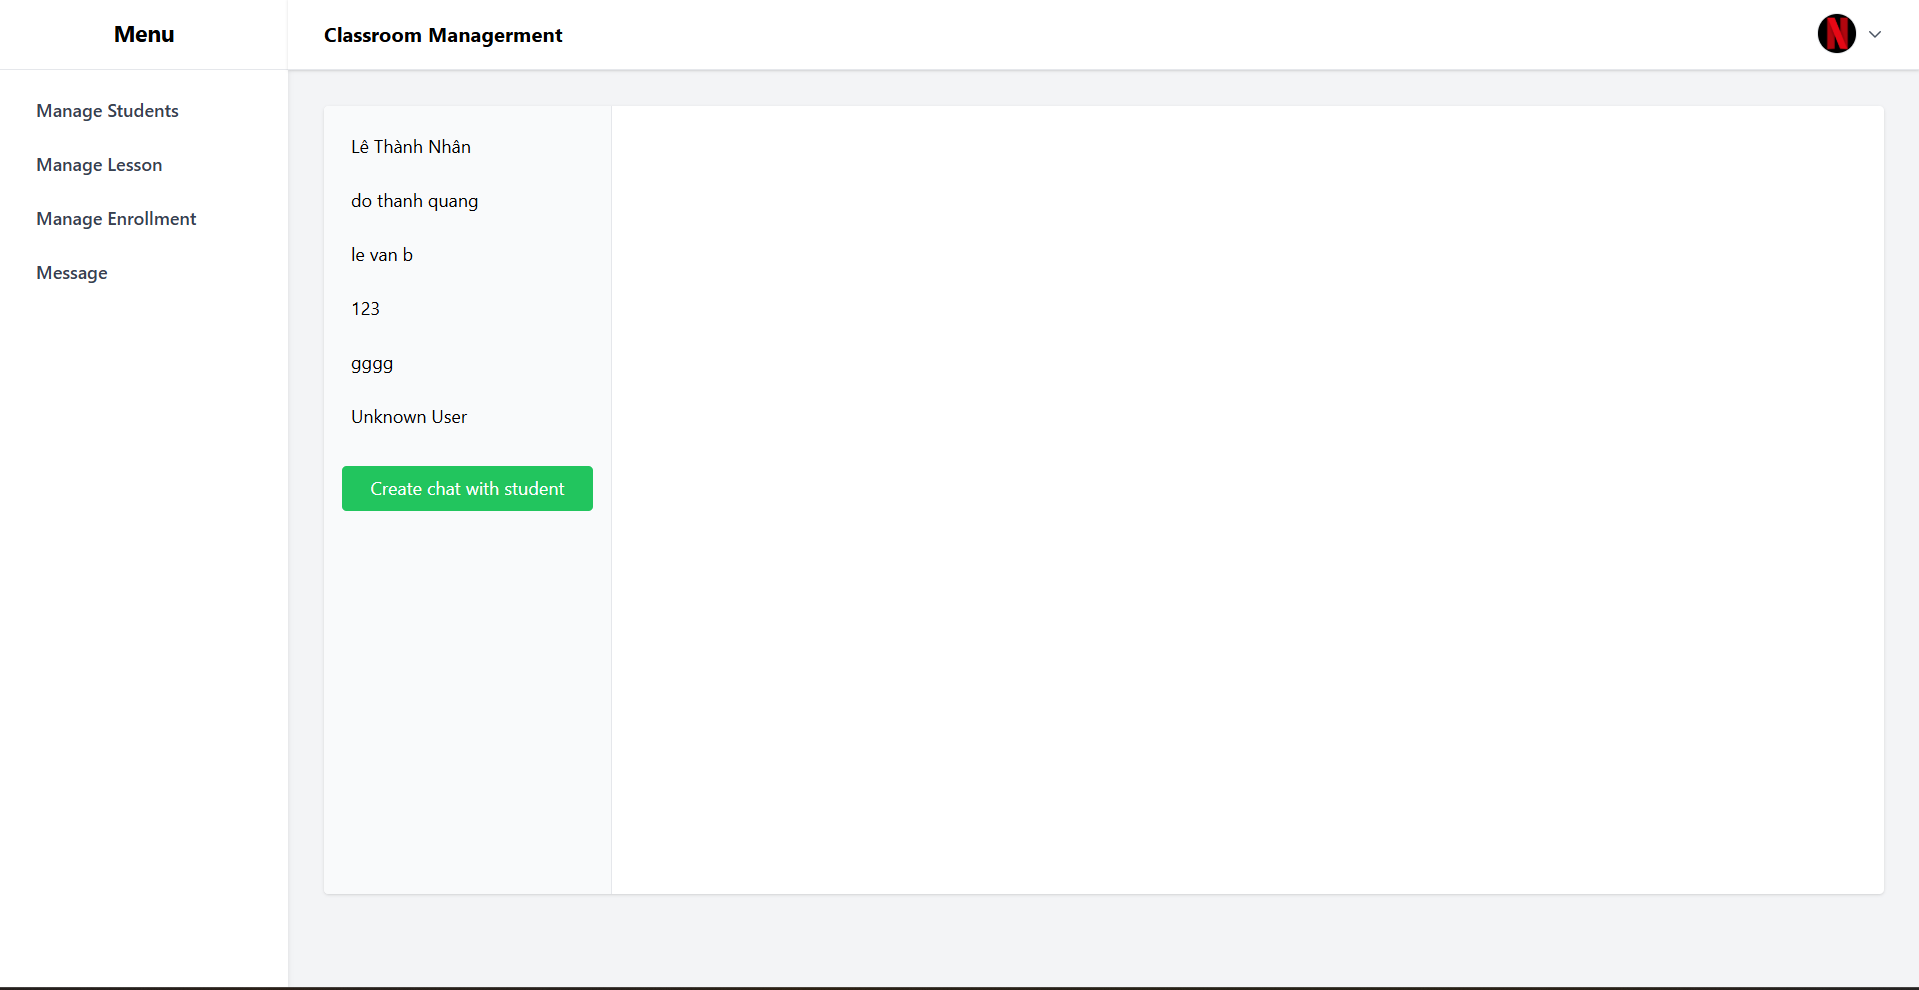 Menu
Classroom Managerment
N
Manage Students
Manage Lesson
Manage Enrollment
Message
Lê Thành Nhân
do thanh quang
le van b
123
gggg
Unknown User
Create chat with student